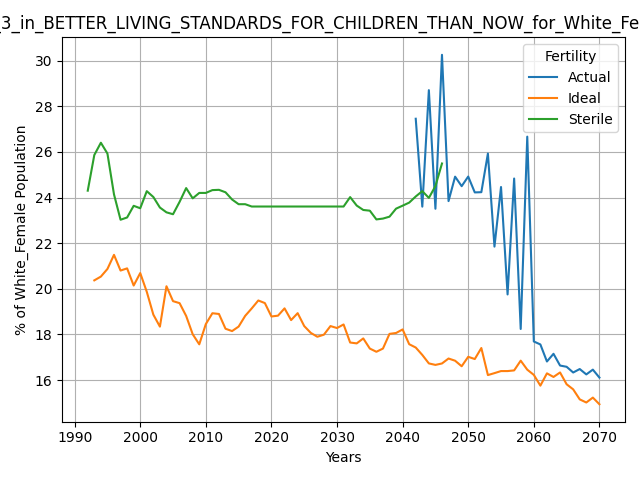 _3_in_BETTER_LIVING_STANDARDS_FOR_CHILDREN_THAN_NOW_for_White_Fe
Fertility
Actual
Ideal
Sterile
% of White_Female Population
30
28
26
24
22
20
18
16
1990 2000 2010 2020 2030 2040 2050 2060 2070
Years